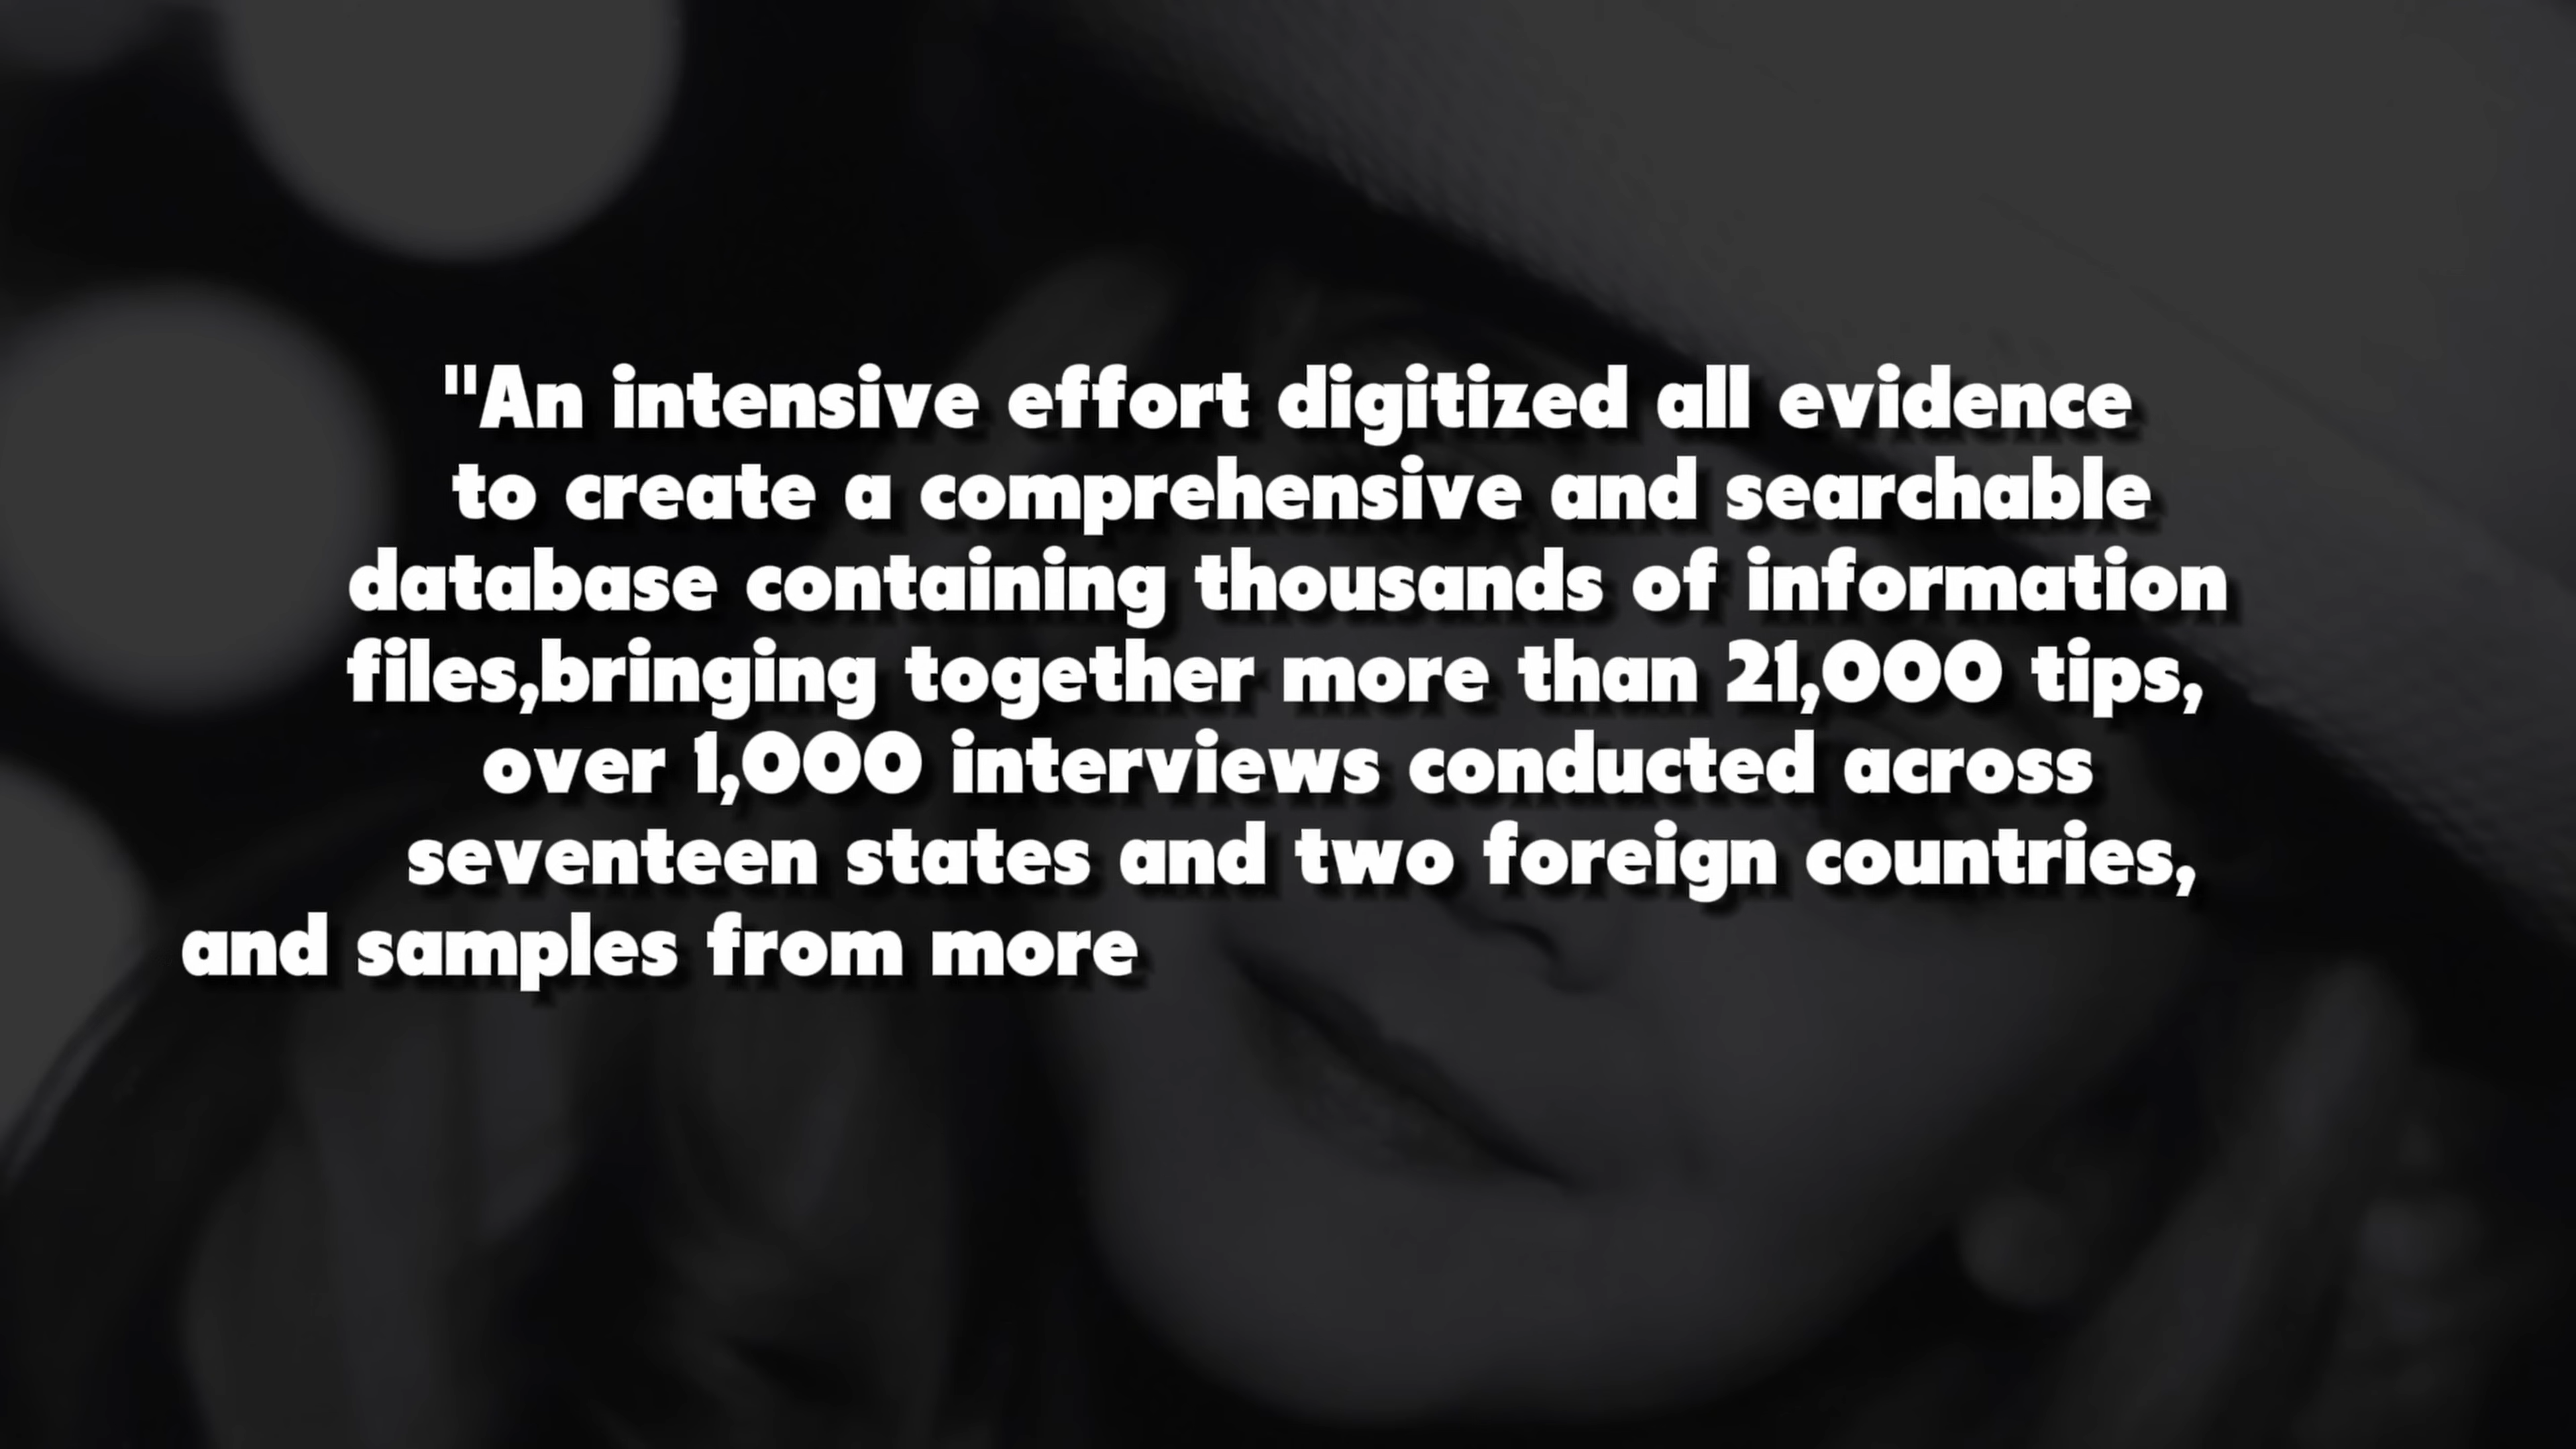 "An intensive effort digitized all evidence
to create a comprehensive and searchable
database containing thousands of information
files,bringing together more than 21,000 tips,
over 1,000 interviews conducted across
seventeen states and two foreign countries,
and samples from more